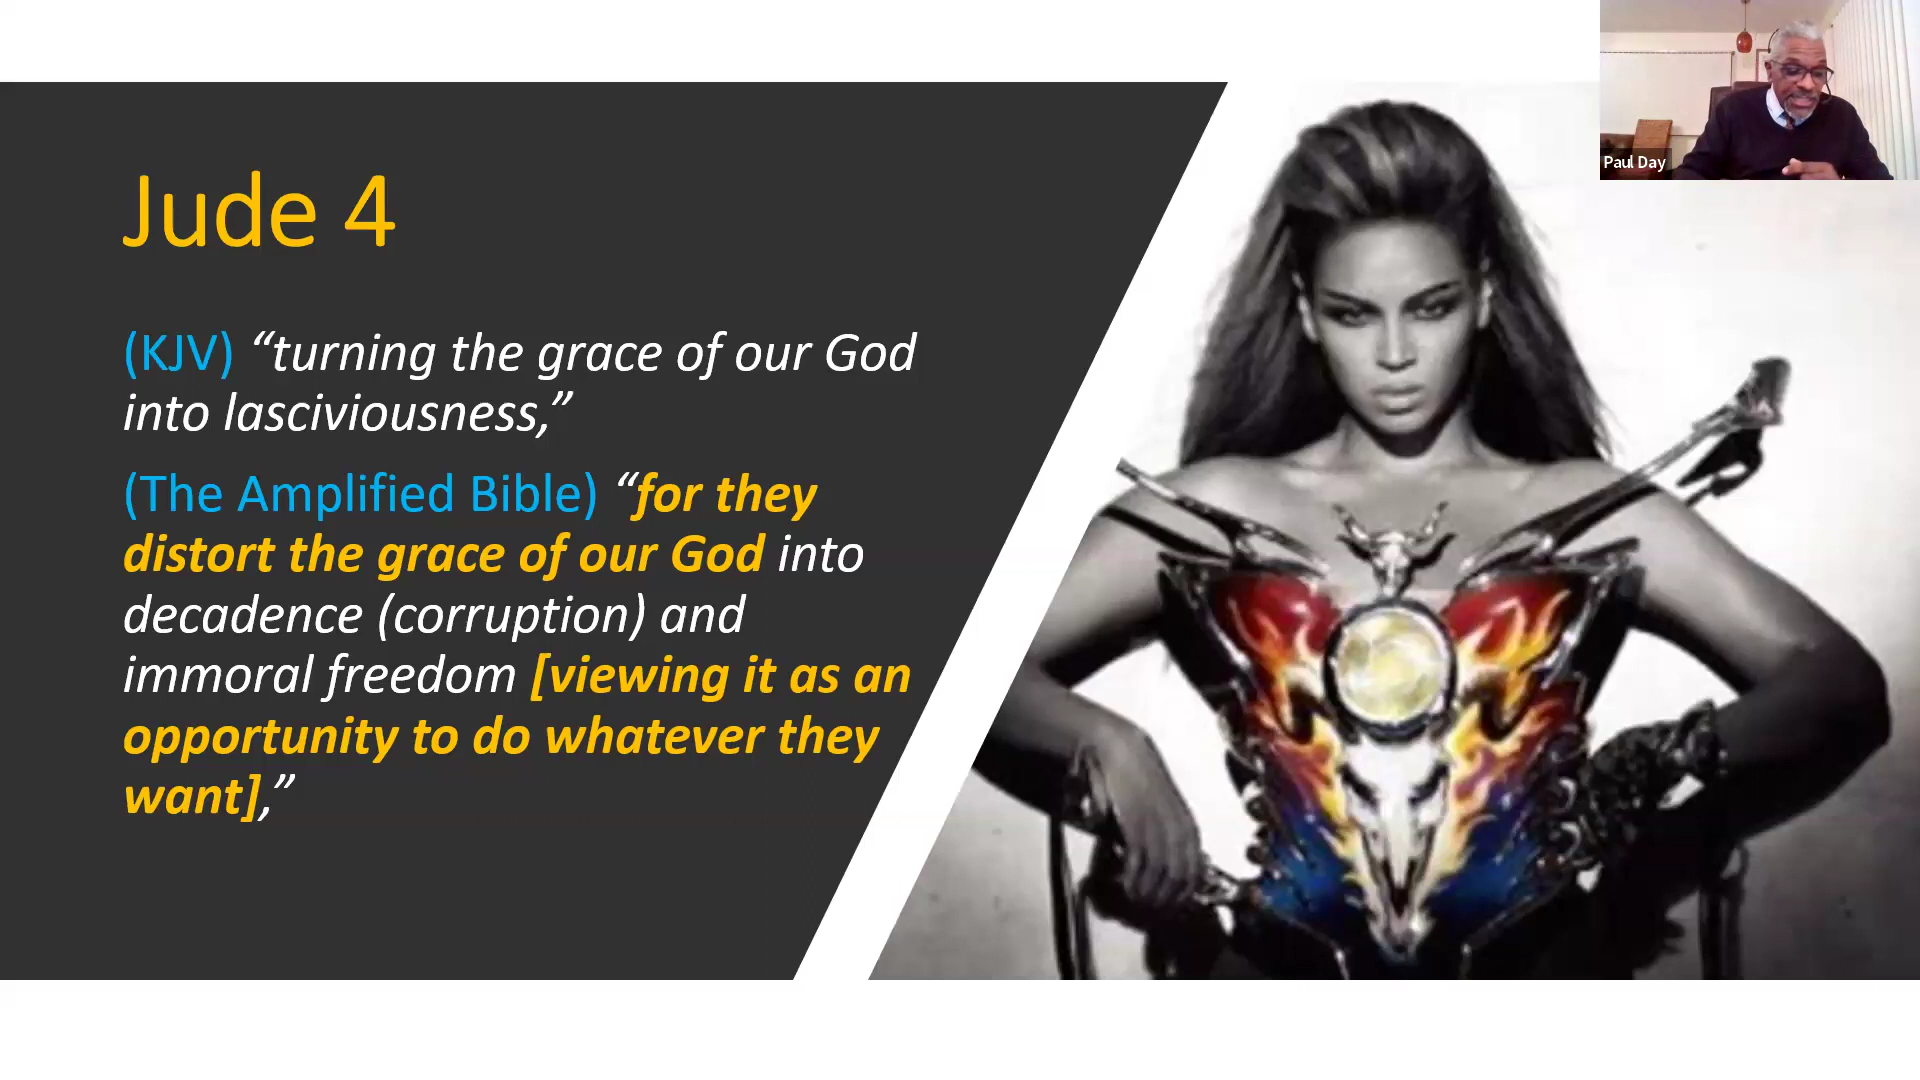 Paul Day
Jude 4
(KJV) “turning the grace of our God
into lasciviousness,”
(The Amplified Bible) “for they
distort the grace of our God into
decadence (corruption) and
immoral freedom [viewing it as an
opportunity to do whatever they
want],”